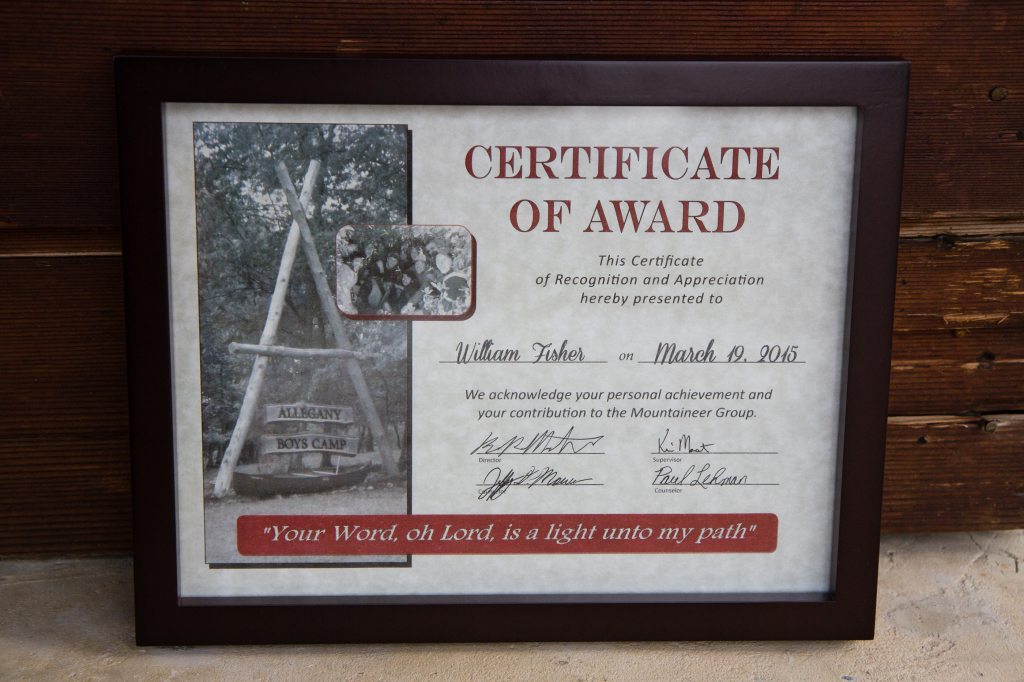 CERTIFICATE
OF AWARD
This Certificate
of Recognition and Appreciation
hereby presented to
William Fisher on March 19, 2015
We acknowledge your personal achievement and
your contribution to the Mountaineer Group.
Director
Supervisor
Paul Lehman
Counselor
ALLEGANY
BOYS CAMP
"Your Word, oh Lord, is a light unto my path"